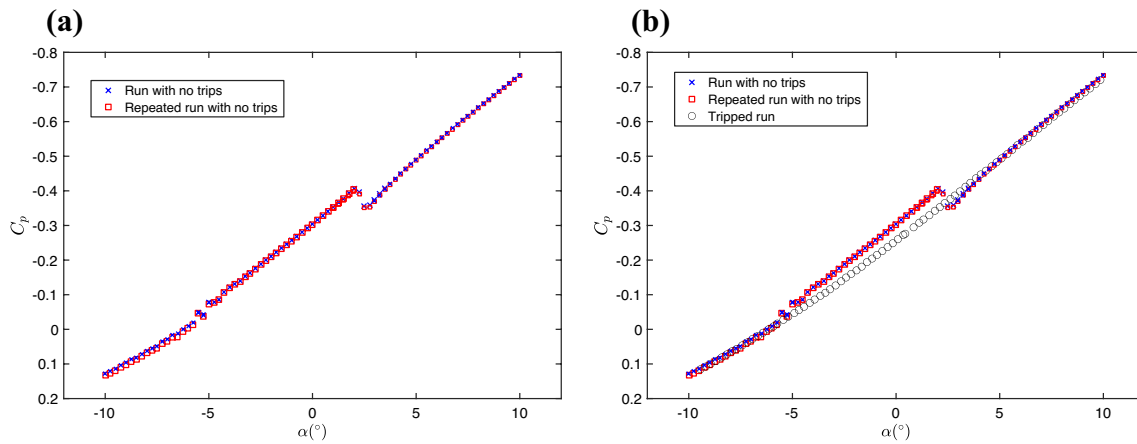 (a)
-0.8
-0.7
-0.6
-0.5
-0.4
-0.3
-0.2
-0.1
0
0.1
0.2
C_p
× Run with no trips
□ Repeated run with no trips
-10 -5 0 5 10
α(°)
(b)
-0.8
-0.7
-0.6
-0.5
-0.4
-0.3
-0.2
-0.1
0
0.1
0.2
C_p
× Run with no trips
□ Repeated run with no trips
○ Tripped run
-10 -5 0 5 10
α(°)